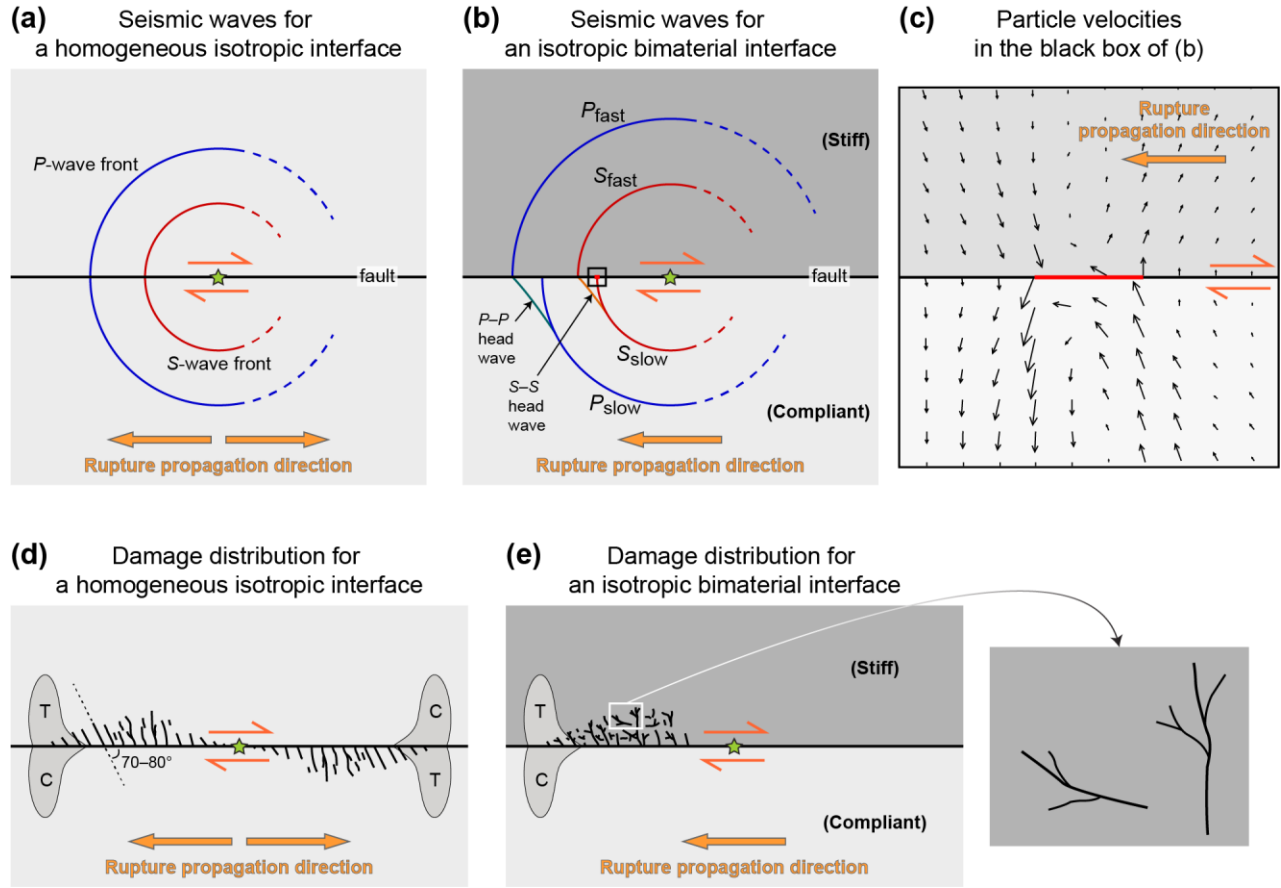 (a)
Seismic waves for
a homogeneous isotropic interface
P-wave front
S-wave front
fault
Rupture propagation direction
(b)
Seismic waves for
an isotropic bimaterial interface
Pfast
(Stiff)
Sfast
fault
P–P
head
wave
S–S
head
wave
Sslow
Pslow
(Compliant)
Rupture propagation direction
(c)
Particle velocities
in the black box of (b)
Rupture
propagation direction
(d)
Damage distribution for
a homogeneous isotropic interface
T
C
C
T
70–80°
Rupture propagation direction
(e)
Damage distribution for
an isotropic bimaterial interface
(Stiff)
T
C
(Compliant)
Rupture propagation direction